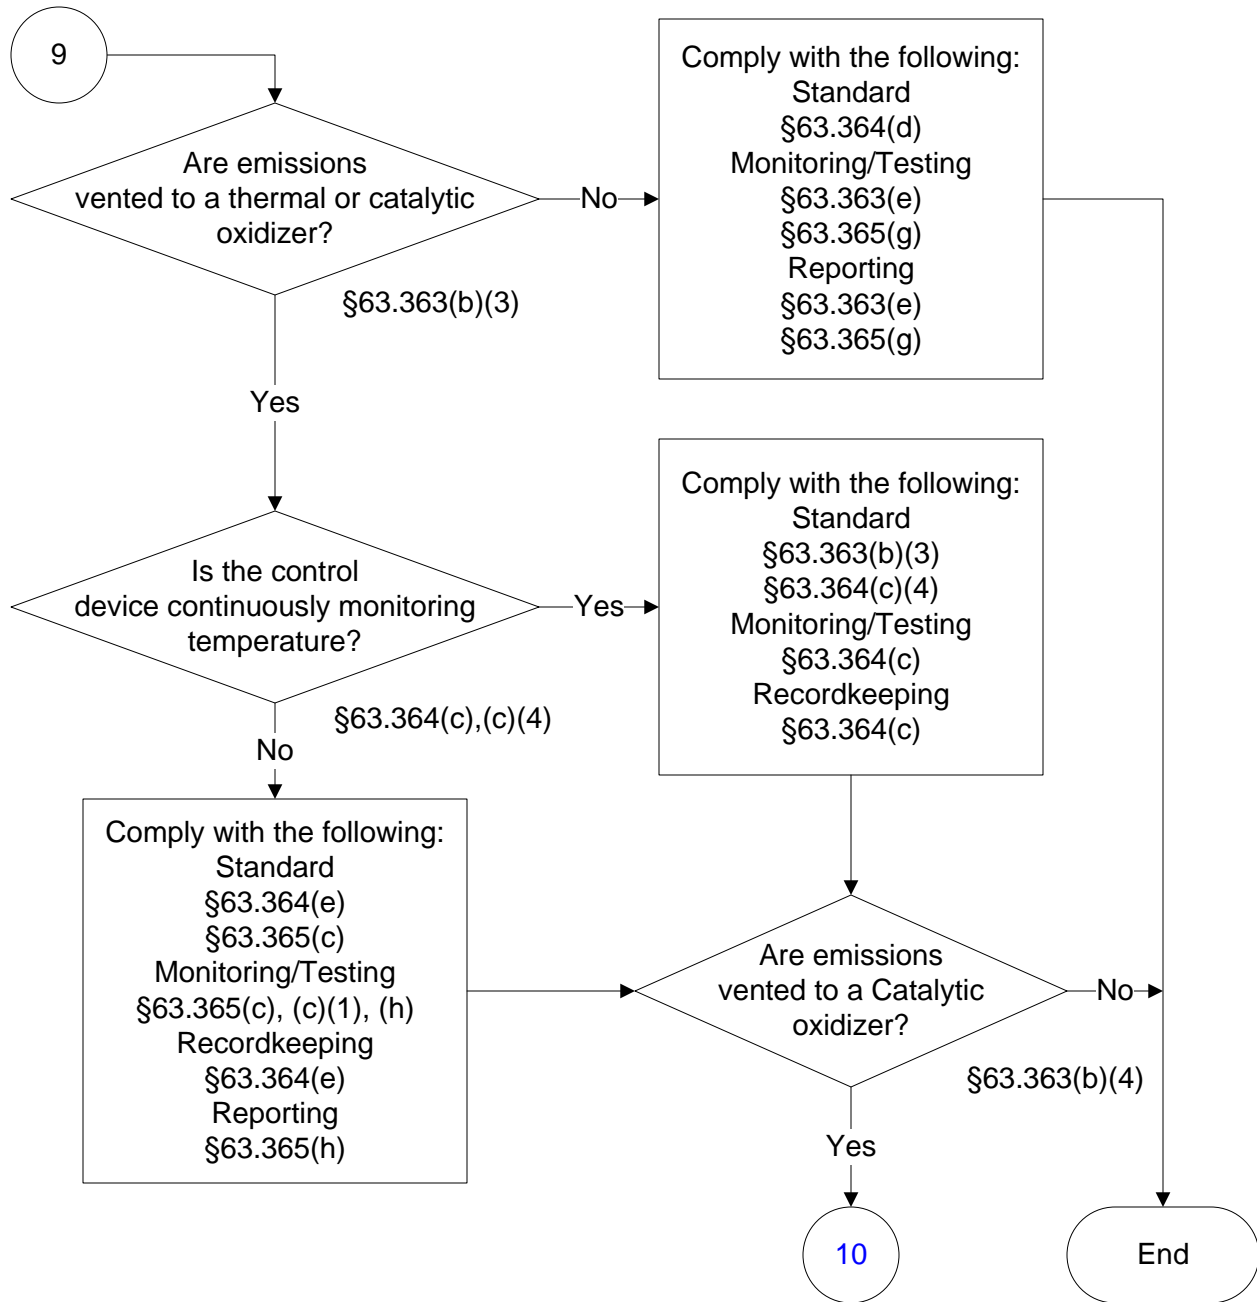 9
Are emissions
vented to a thermal or catalytic
oxidizer?
No
§63.363(b)(3)
Comply with the following:
Standard
§63.364(d)
Monitoring/Testing
§63.363(e)
§63.365(g)
Reporting
§63.363(e)
§63.365(g)
Yes
Is the control
device continuously monitoring
temperature?
Yes
§63.364(c),(c)(4)
Comply with the following:
Standard
§63.363(b)(3)
§63.364(c)(4)
Monitoring/Testing
§63.364(c)
Recordkeeping
§63.364(c)
No
Comply with the following:
Standard
§63.364(e)
§63.365(c)
Monitoring/Testing
§63.365(c), (c)(1), (h)
Recordkeeping
§63.364(e)
Reporting
§63.365(h)
Are emissions
vented to a Catalytic
oxidizer?
No
§63.363(b)(4)
Yes
10
End